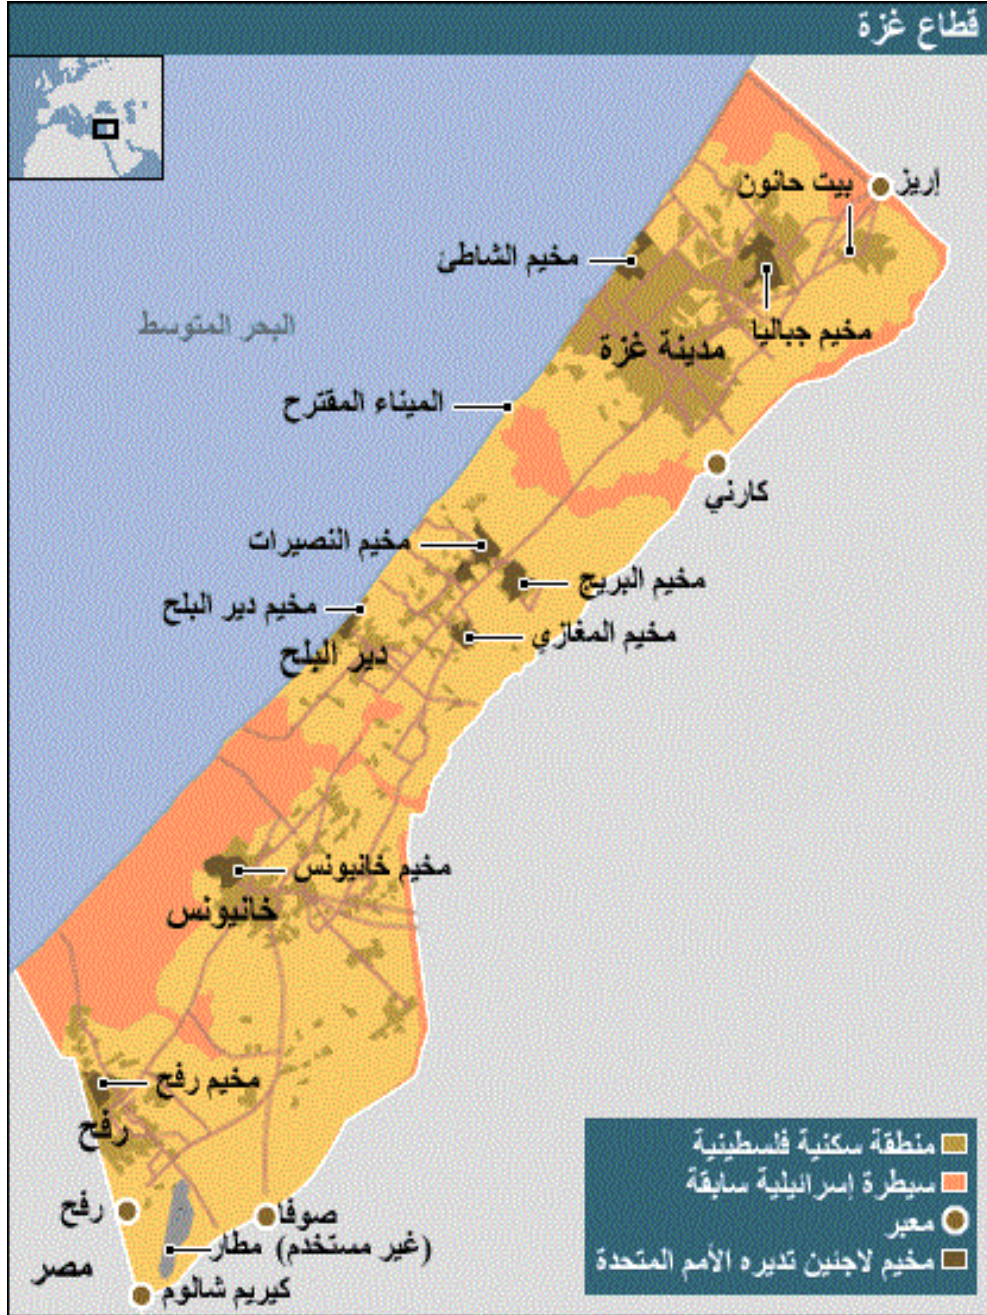 قطاع غزة
إريز
بيت حانون
مخيم الشاطئ
مخيم جباليا
البحر المتوسط
مدينة غزة
الميناء المقترح
كارني
مخيم النصيرات
مخيم البريج
مخيم دير البلح
مخيم المغازي
دير البلح
مخيم خانيونس
خانيونس
مخيم رفح
رفح
رفح
صوفا
مطار (غير مستخدم)
مصر
كيريم شالوم
منطقة سكنية فلسطينية
سيطرة إسرائيلية سابقة
معبر
مخيم لاجئين تديره الأمم المتحدة